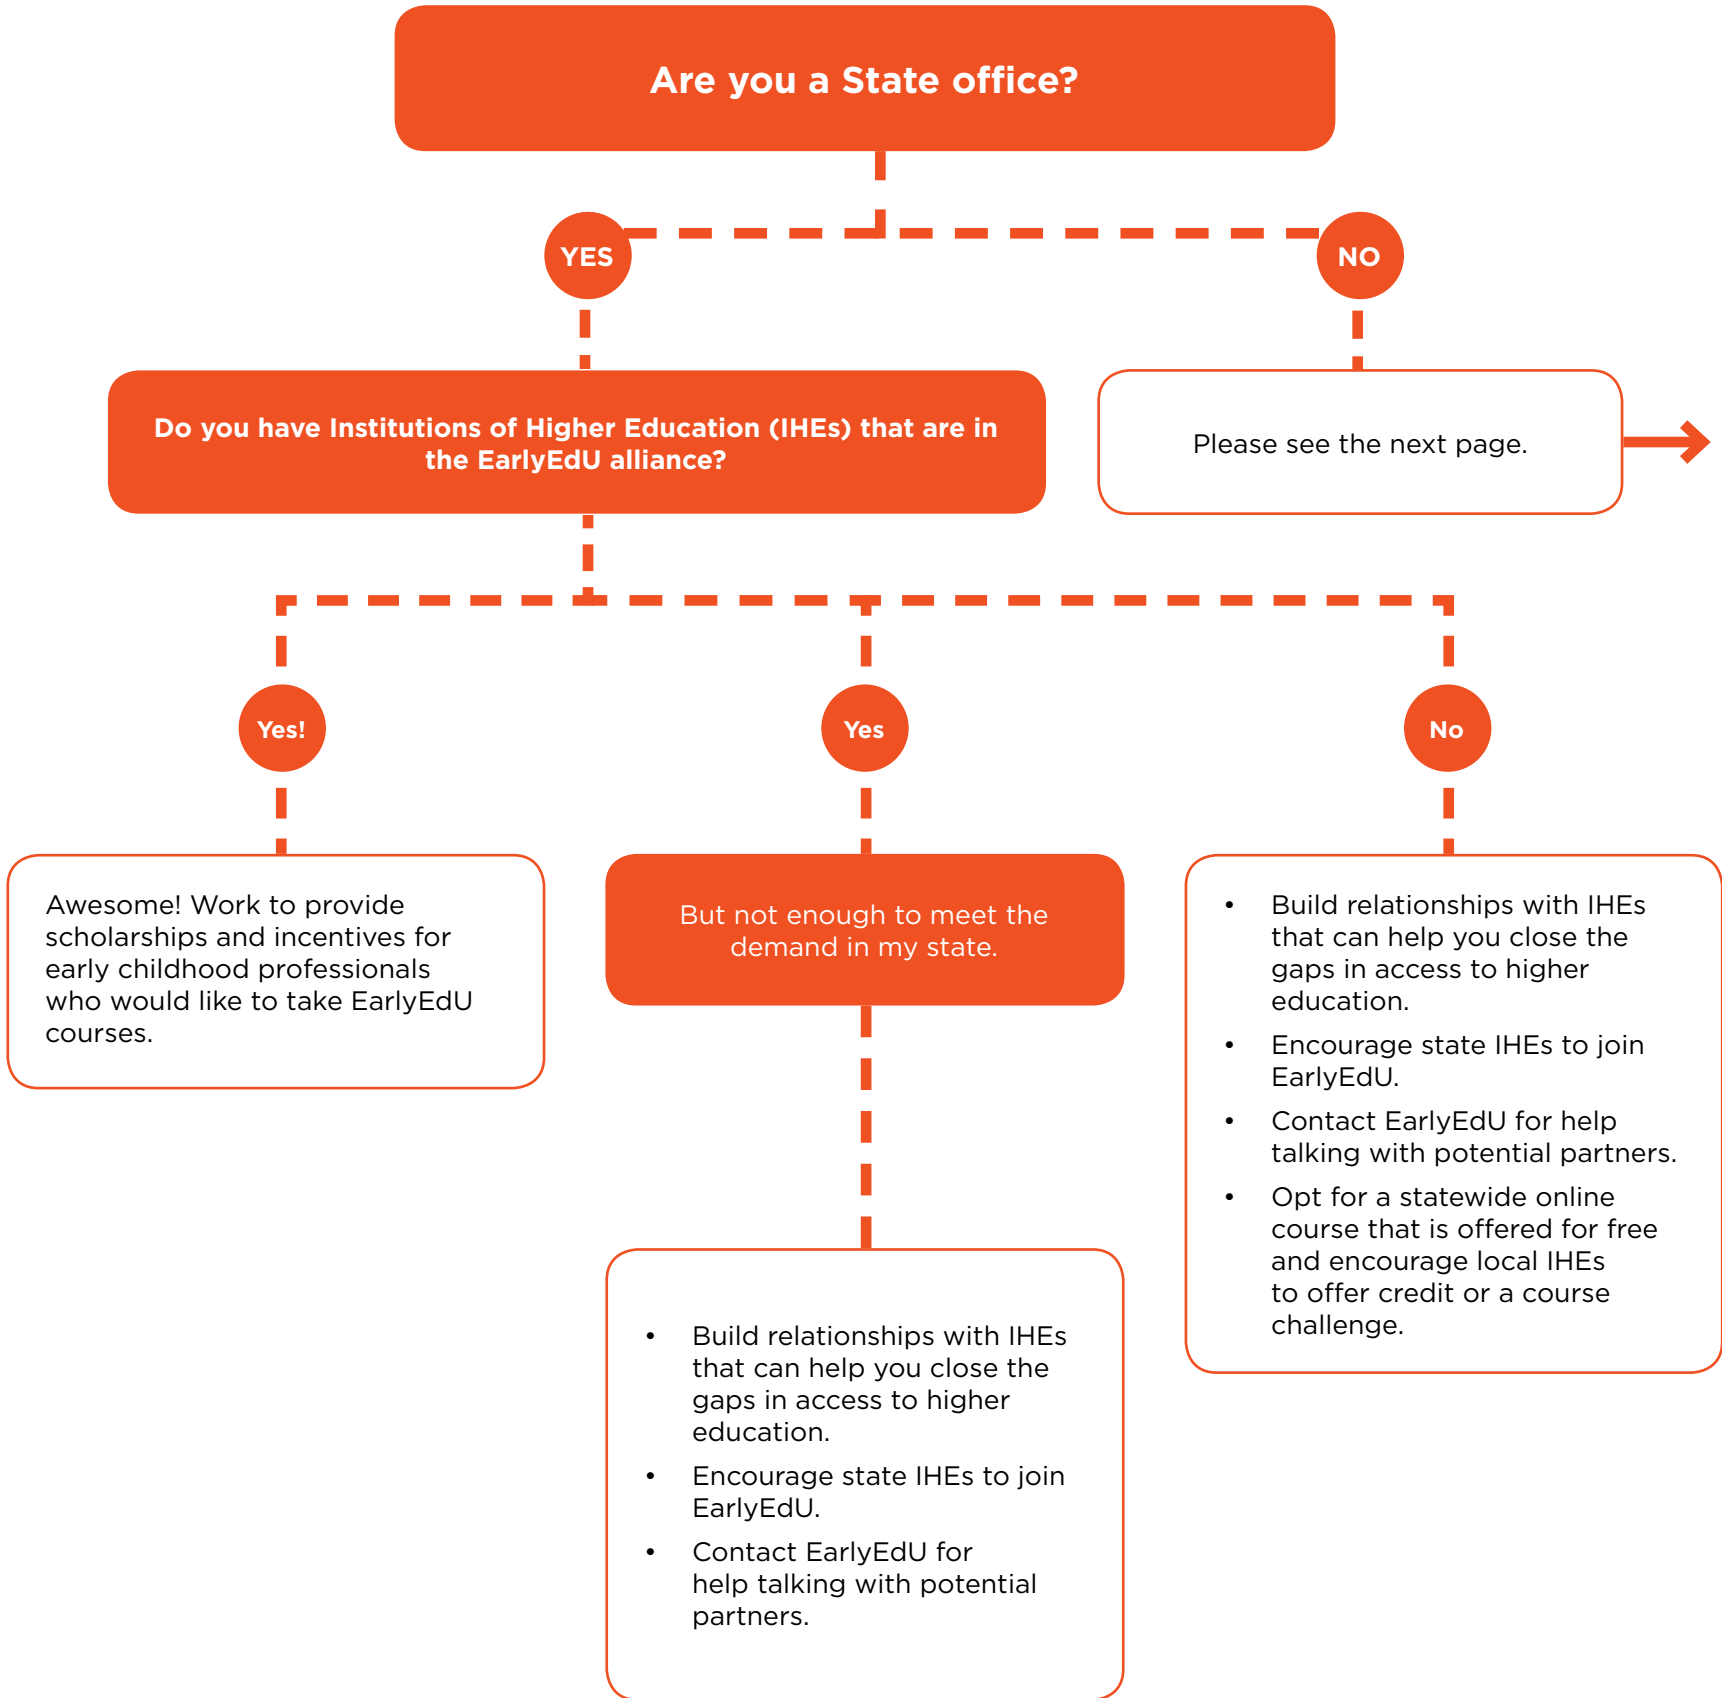 Are you a State office?
YES
NO
Do you have Institutions of Higher Education (IHEs) that are in
the EarlyEdU alliance?
Please see the next page.
Yes!
Yes
No
Awesome! Work to provide
scholarships and incentives for
early childhood professionals
who would like to take EarlyEdU
courses.
But not enough to meet the
demand in my state.
• Build relationships with IHEs
that can help you close the
gaps in access to higher
education.
• Encourage state IHEs to join
EarlyEdU.
• Contact EarlyEdU for
help talking with potential
partners.
• Build relationships with IHEs
that can help you close the
gaps in access to higher
education.
• Encourage state IHEs to join
EarlyEdU.
• Contact EarlyEdU for help
talking with potential partners.
• Opt for a statewide online
course that is offered for free
and encourage local IHEs
to offer credit or a course
challenge.